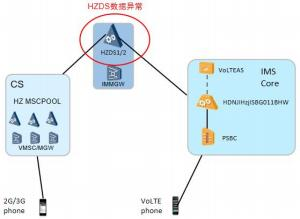 HZDS数据异常
HZDS1/2
IMMGW
CS
HZ MSCPOOL
VMSC/MGW
VoLTEAS
IMS
Core
HDNJIHzjISBG011BHW
PSBC
2G/3G
phone
VoLTE
phone